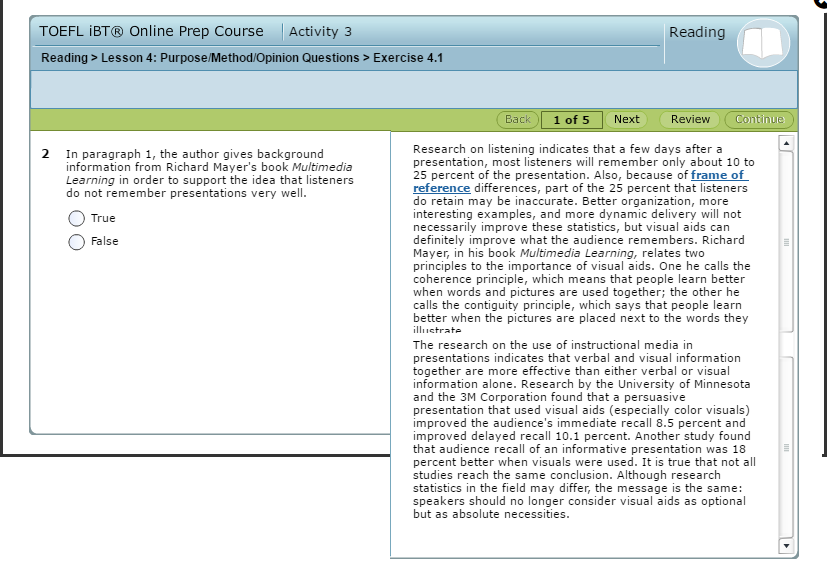 TOEFL iBT® Online Prep Course | Activity 3
Reading
Reading > Lesson 4: Purpose/Method/Opinion Questions > Exercise 4.1
Back 1 of 5 Next Review Continue
2 In paragraph 1, the author gives background
information from Richard Mayer's book Multimedia
Learning in order to support the idea that listeners
do not remember presentations very well.
True
False
Research on listening indicates that a few days after a
presentation, most listeners will remember only about 10 to
25 percent of the presentation. Also, because of frame of
reference differences, part of the 25 percent that listeners
do retain may be inaccurate. Better organization, more
interesting examples, and more dynamic delivery will not
necessarily improve these statistics, but visual aids can
definitely improve what the audience remembers. Richard
Mayer, in his book Multimedia Learning, relates two
principles to the importance of visual aids. One he calls the
coherence principle, which means that people learn better
when words and pictures are used together; the other he
calls the contiguity principle, which says that people learn
better when the pictures are placed next to the words they
illustrate
The research on the use of instructional media in
presentations indicates that verbal and visual information
together are more effective than either verbal or visual
information alone. Research by the University of Minnesota
and the 3M Corporation found that a persuasive
presentation that used visual aids (especially color visuals)
improved the audience's immediate recall 8.5 percent and
improved delayed recall 10.1 percent. Another study found
that audience recall of an informative presentation was 18
percent better when visuals were used. It is true that not all
studies reach the same conclusion. Although research
statistics in the field may differ, the message is the same:
speakers should no longer consider visual aids as optional
but as absolute necessities.